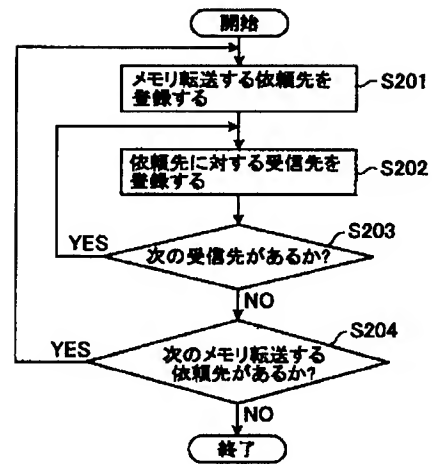 開始
メモリ転送する依頼先を
登録する
S201
依頼先に対する受信先を
登録する
S202
S203
次の受信先があるか?
YES
NO
S204
次のメモリ転送する
依頼先があるか?
YES
NO
終了